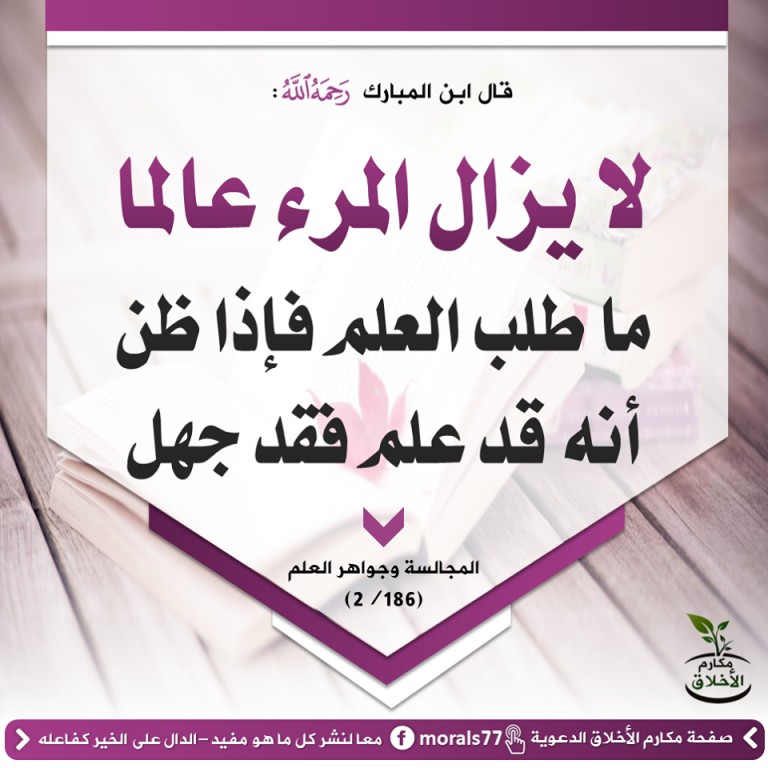 قال ابن المبارك رَحِمَهُ ٱللَّهُ :
لا يزال المرء عالما
ما طلب العلم فإذا ظن
أنه قد علم فقد جهل
المجالسة وجواهر العلم
(2 /186)
مكارم
الأخلاق
صفحة مكارم الأخلاق الدعوية morals77 معا لنشر كل ما هو مفيد – الدال على الخير كفاعله